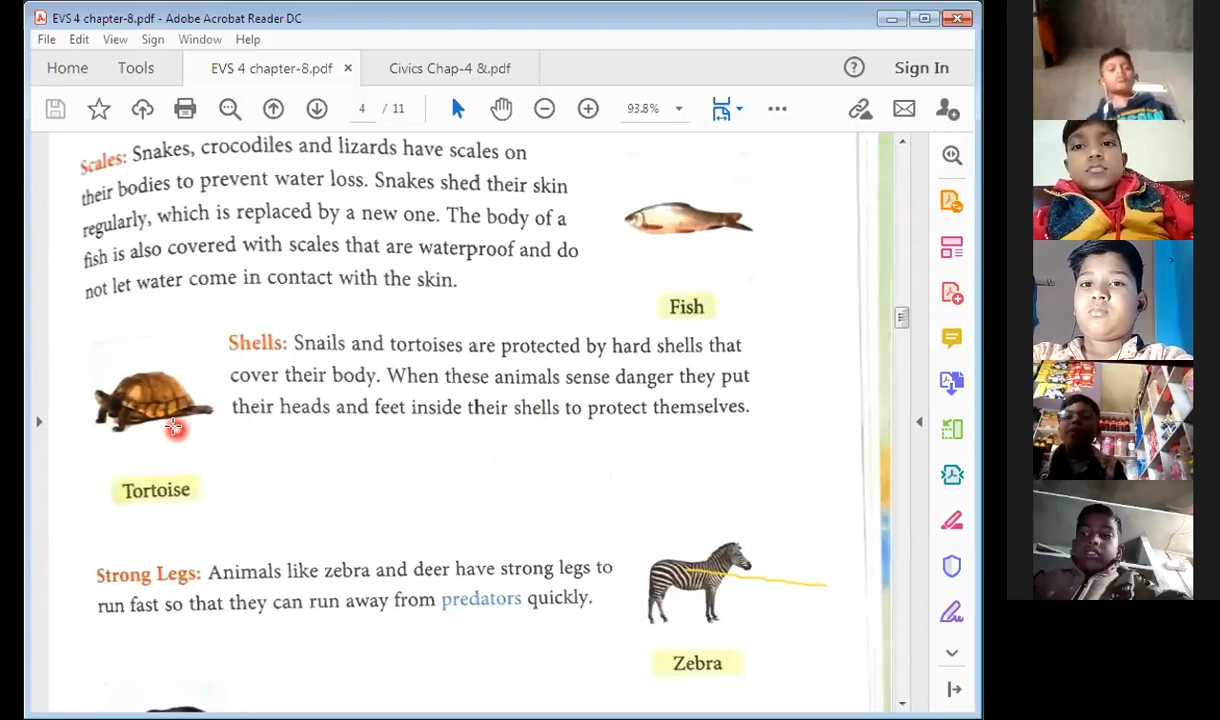 EVS 4 chapter-8.pdf - Adobe Acrobat Reader DC
File Edit View Sign Window Help
Home Tools EVS 4 chapter-8.pdf × Civics Chap-4 &.pdf ? Sign In
4 / 11 93.8%
Scales: Snakes, crocodiles and lizards have scales on
their bodies to prevent water loss. Snakes shed their skin
regularly, which is replaced by a new one. The body of a
fish is also covered with scales that are waterproof and do
not let water come in contact with the skin.
Fish
Shells: Snails and tortoises are protected by hard shells that
cover their body. When these animals sense danger they put
their heads and feet inside their shells to protect themselves.
Tortoise
Strong Legs: Animals like zebra and deer have strong legs to
run fast so that they can run away from predators quickly.
Zebra